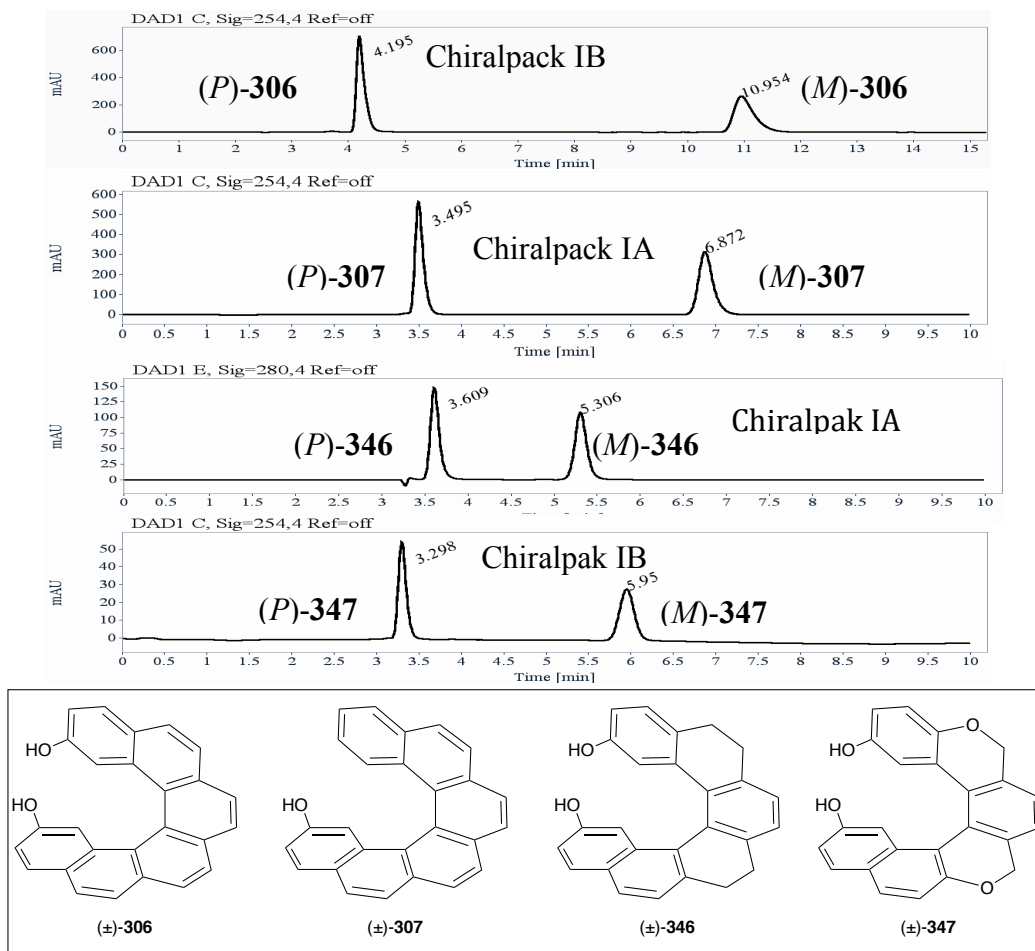 DAD1 C, Sig=254,4 Ref=off
mAU
600
400
200
0
4.195
Chiralpack IB
10.954
(P)-306
(M)-306
0 1 2 3 4 5 6 7 8 9 10 11 12 13 14 15
Time [min]
DAD1 C, Sig=254,4 Ref=off
mAU
600
500
400
300
200
100
0
3.495
Chiralpack IA
6.872
(P)-307
(M)-307
0 0.5 1 1.5 2 2.5 3 3.5 4 4.5 5 5.5 6 6.5 7 7.5 8 8.5 9 9.5 10
Time [min]
DAD1 E, Sig=280,4 Ref=off
mAU
150
125
100
75
50
25
0
3.609
5.306
Chiralpak IA
(P)-346
(M)-346
0 0.5 1 1.5 2 2.5 3 3.5 4 4.5 5 5.5 6 6.5 7 7.5 8 8.5 9 9.5 10
DAD1 C, Sig=254,4 Ref=off
mAU
50
40
30
20
10
0
3.298
Chiralpak IB
5.95
(P)-347
(M)-347
0 0.5 1 1.5 2 2.5 3 3.5 4 4.5 5 5.5 6 6.5 7 7.5 8 8.5 9 9.5 10
Time [min]
HO
HO
(±)-306
HO
(±)-307
HO
HO
(±)-346
O
HO
HO
O
(±)-347